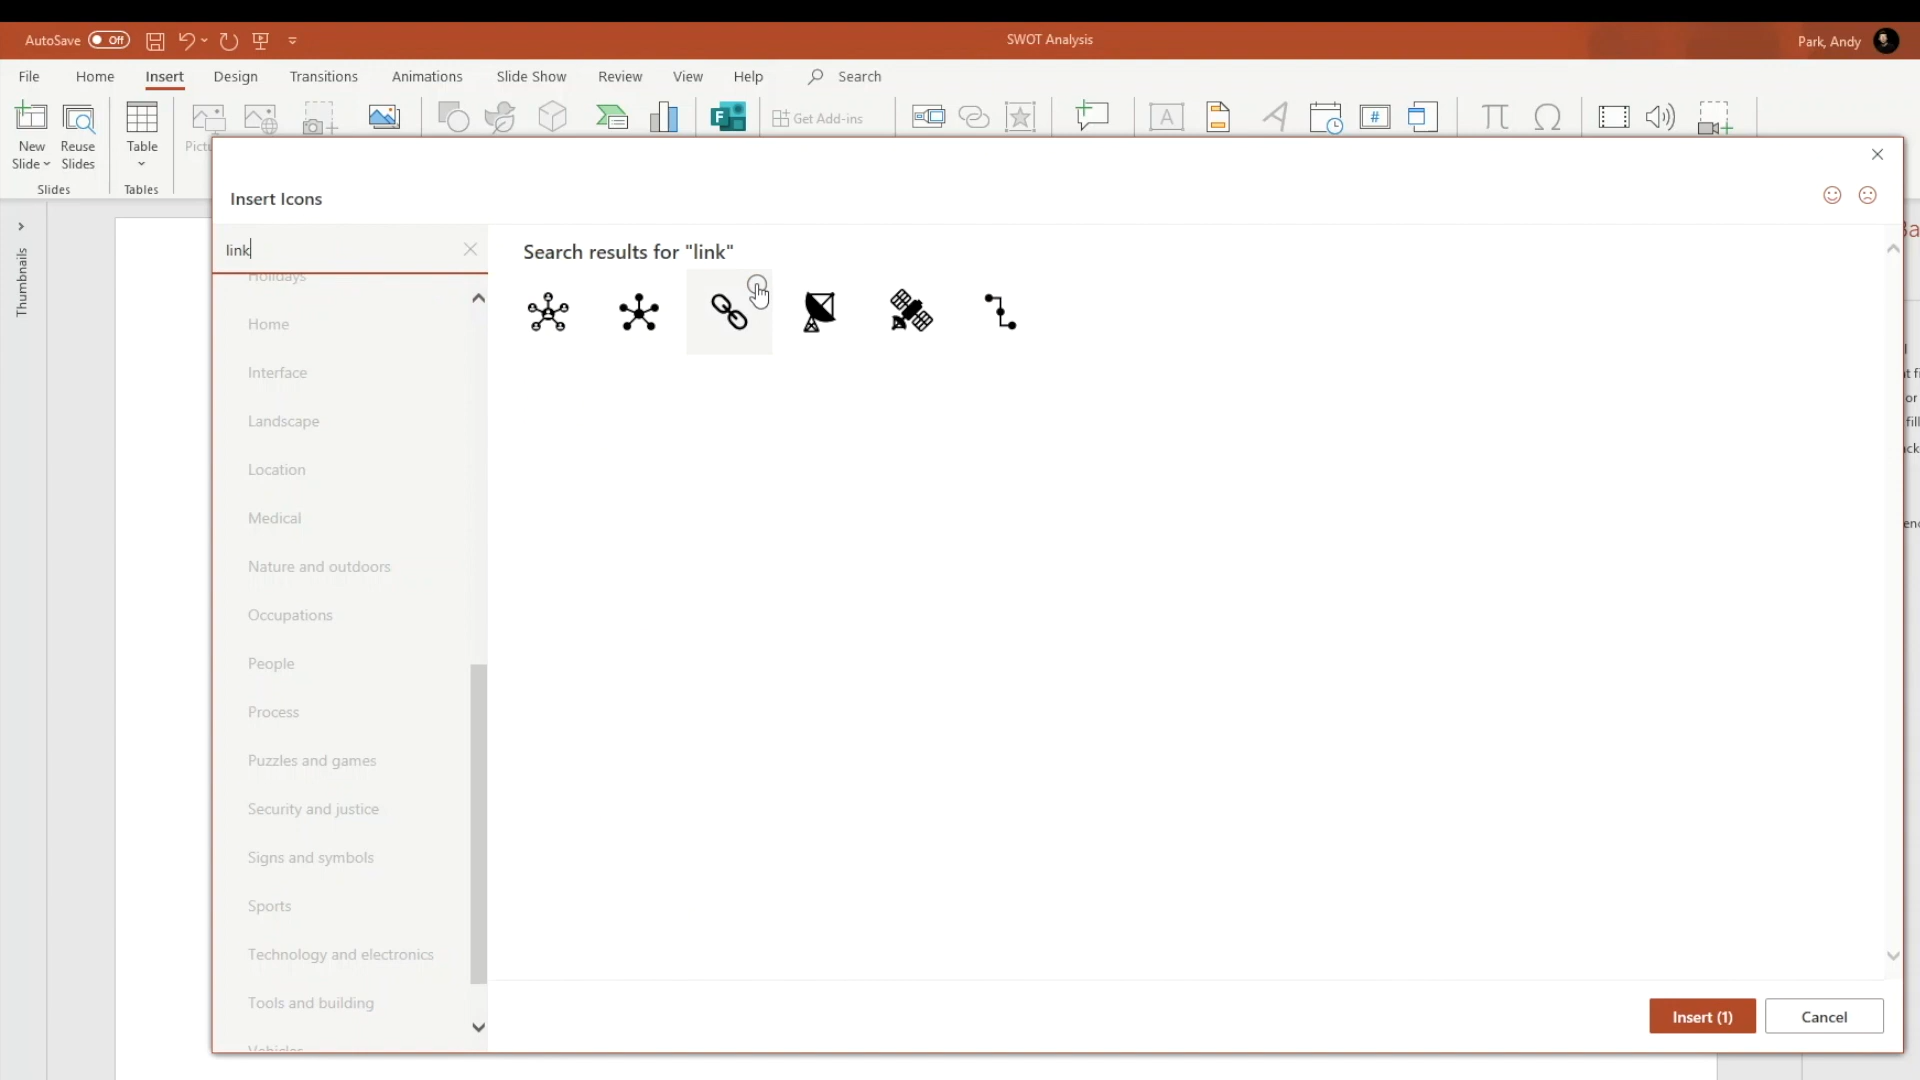 AutoSave Off
SWOT Analysis
Park, Andy
File Home Insert Design Transitions Animations Slide Show Review View Help Search
Get Add-ins
New
Slide
Reuse
Slides
Table
Slides
Tables
Insert Icons
Thumbnails
link
Search results for "link"
Holidays
Home
Interface
Landscape
Location
Medical
Nature and outdoors
Occupations
People
Process
Puzzles and games
Security and justice
Signs and symbols
Sports
Technology and electronics
Tools and building
Vehicles
Insert (1)
Cancel